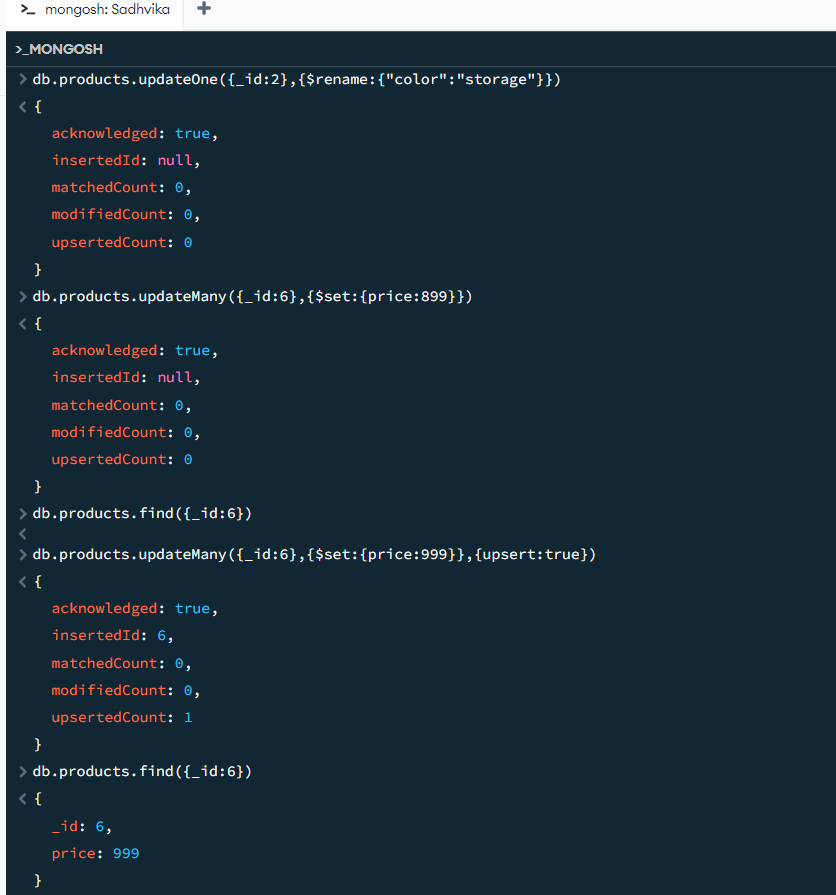 >_ mongosh: Sadhvika +
>_MONGOSH
> db.products.updateOne({_id:2},{$rename:{"color":"storage"}})
< {
acknowledged: true,
insertedId: null,
matchedCount: 0,
modifiedCount: 0,
upsertedCount: 0
}
> db.products.updateMany({_id:6},{$set:{price:899}})
< {
acknowledged: true,
insertedId: null,
matchedCount: 0,
modifiedCount: 0,
upsertedCount: 0
}
> db.products.find({_id:6})
<
> db.products.updateMany({_id:6},{$set:{price:999}},{upsert:true})
< {
acknowledged: true,
insertedId: 6,
matchedCount: 0,
modifiedCount: 0,
upsertedCount: 1
}
> db.products.find({_id:6})
< {
_id: 6,
price: 999
}